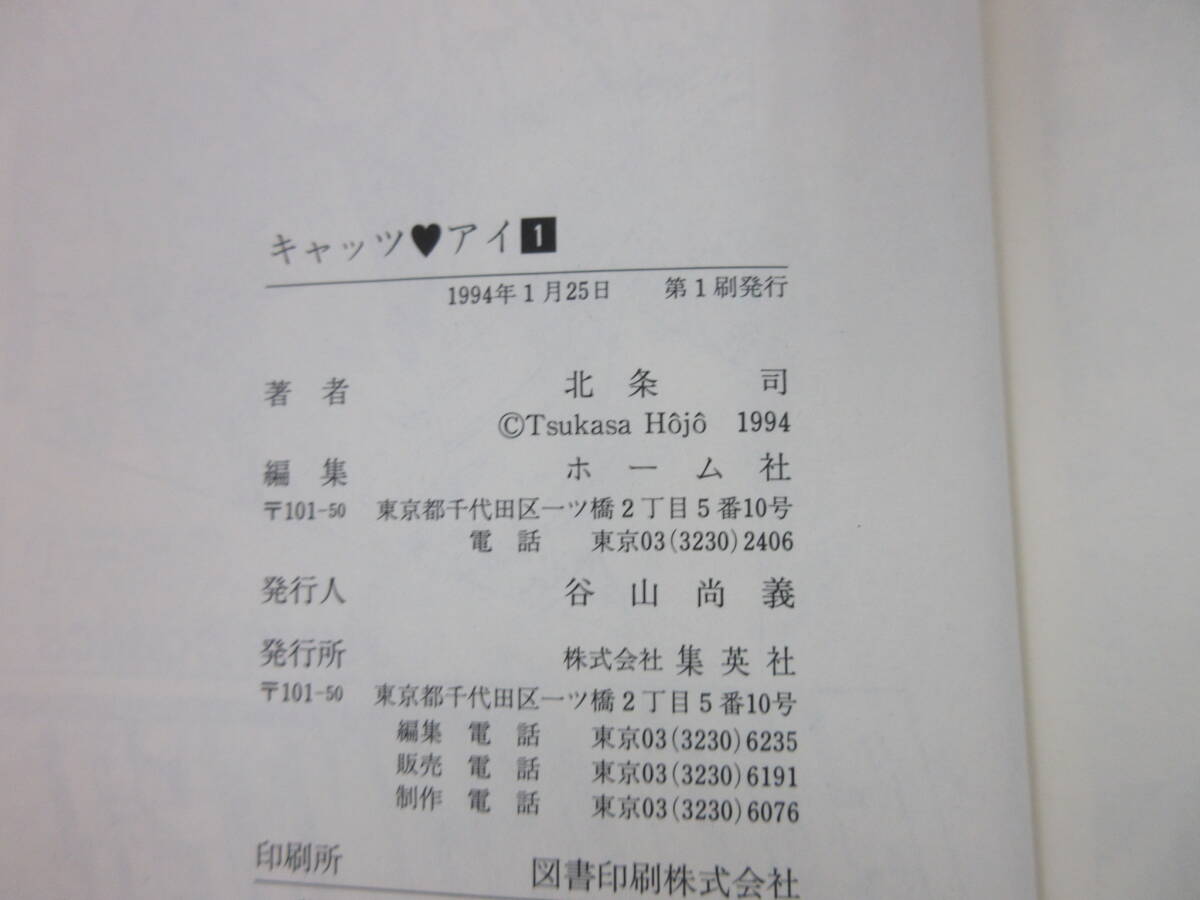 キャッツ♥アイ1
1994年1月25日 第1刷発行
著者 北条 司
©Tsukasa Hôjô 1994
編集 ホーム社
〒101-50 東京都千代田区一ツ橋2丁目5番10号
電話 東京03(3230)2406
発行人 谷山尚義
発行所 株式会社 集英社
〒101-50 東京都千代田区一ツ橋2丁目5番10号
編集 電話 東京03(3230)6235
販売 電話 東京03(3230)6191
制作 電話 東京03(3230)6076
印刷所 図書印刷株式会社